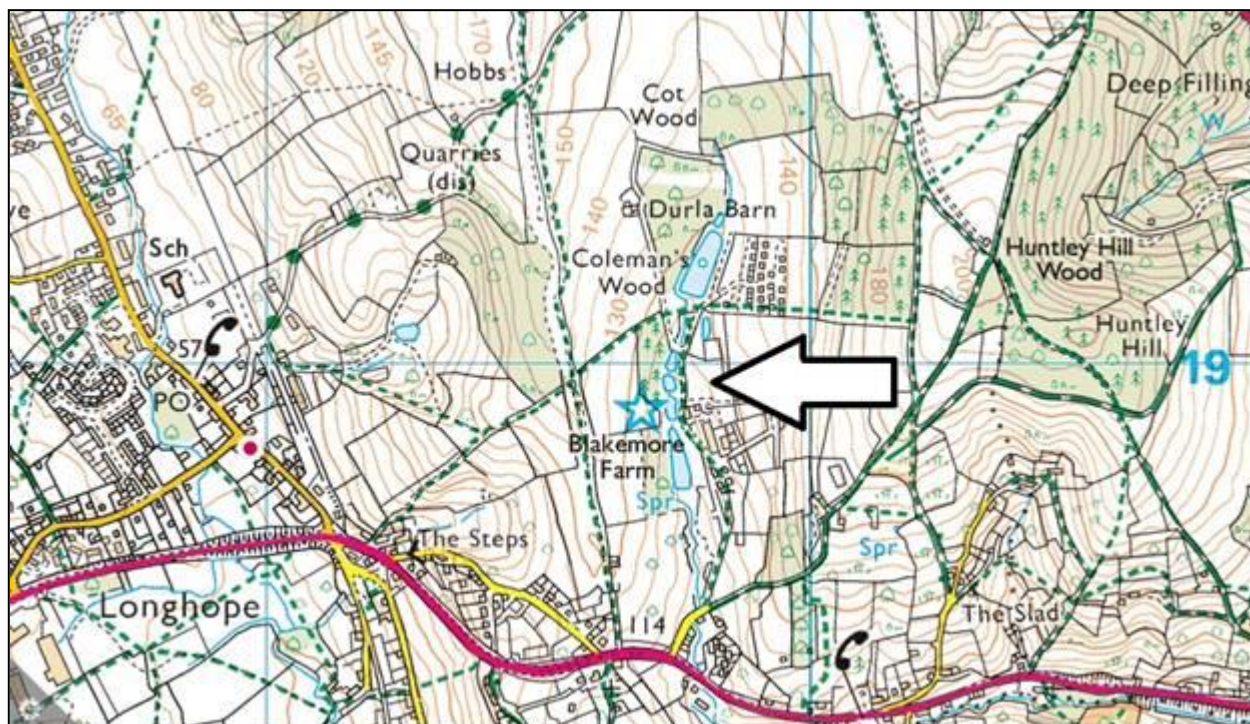 170
145
120
80
65
Hobbs
Quarries
(dis)
Sch
57
PO
Cot
Wood
150
140
140
Durla Barn
Coleman's
Wood
130
180
200
Deep Filling
W
Huntley Hill
Wood
Huntley
Hill
19
Blakemore
Farm
Spr
Spr
The Steps
Longhope
114
The Slad